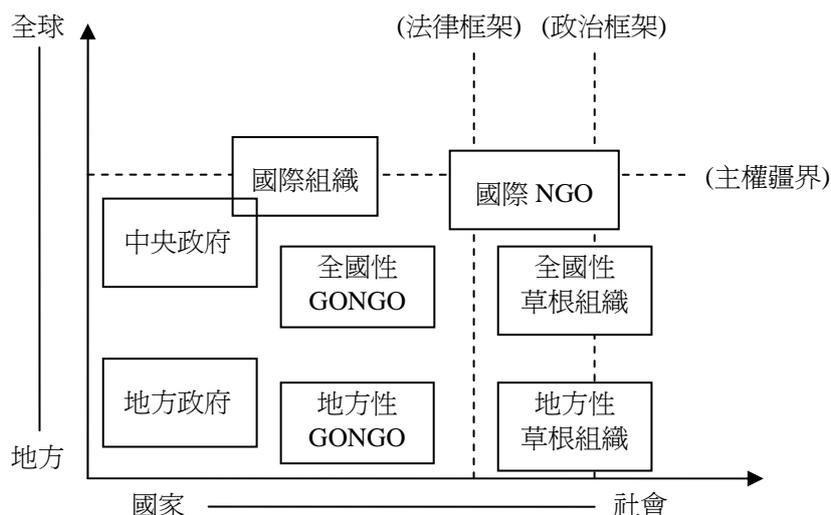 全球
(法律框架) (政治框架)
國際組織
國際 NGO
(主權疆界)
中央政府
全國性
GONGO
全國性
草根組織
地方政府
地方性
GONGO
地方性
草根組織
地方
國家
社會